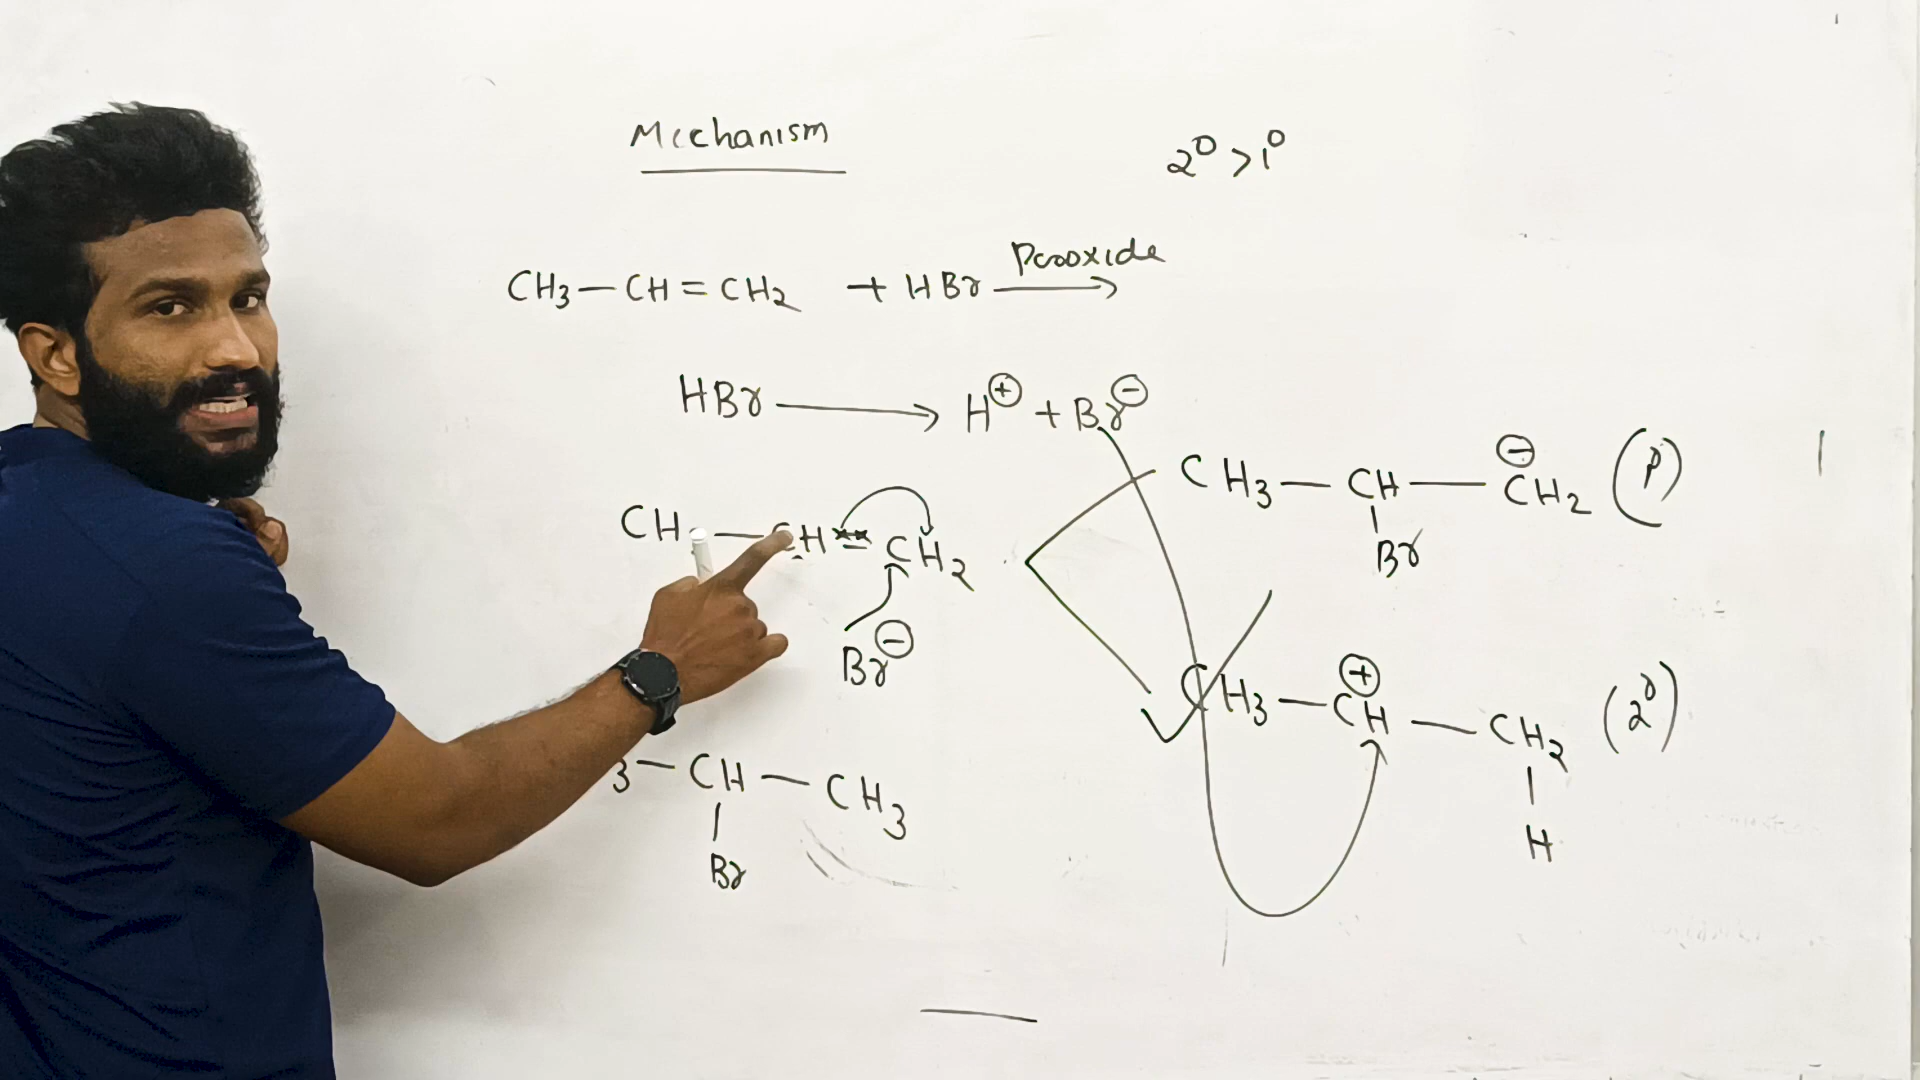 Mechanism
2° > 1°
CH3 — CH = CH2 + HBr ⟶
Peroxide
HBr ⟶ H⊕ + Br⊖
CH3 — CH — CH2⊖
Br
CH — CH = CH2
Br⊖
CH3 — CH⊕ — CH2 (2°)
H
3 — CH — CH3
Br